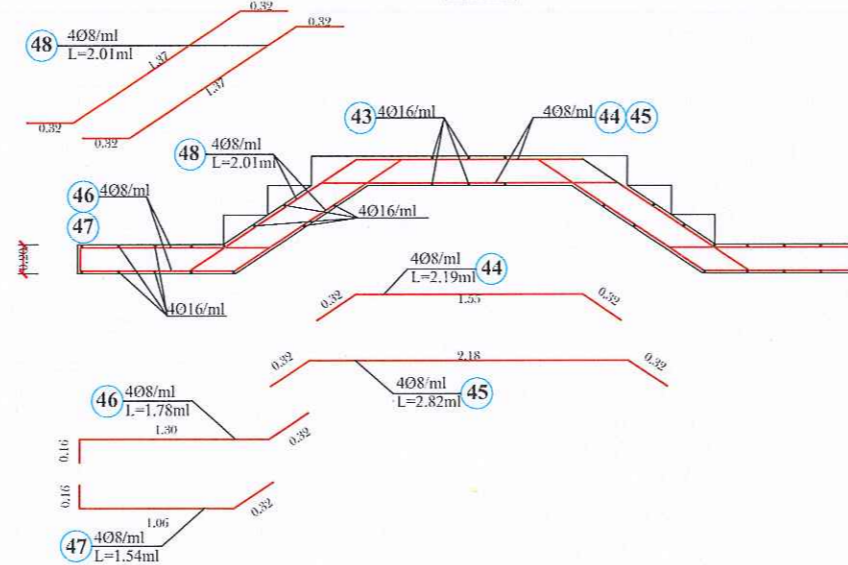 0.32
0.32
48 4Ø8/ml
L=2.01ml
1.37
1.37
0.32
0.32
43 4Ø16/ml
4Ø8/ml 44 45
48 4Ø8/ml
L=2.01ml
46 4Ø8/ml
47
4Ø16/ml
0.20
4Ø16/ml
4Ø8/ml 44
L=2.19ml
0.32
1.55
0.32
0.32
2.18
0.32
4Ø8/ml 45
L=2.82ml
46 4Ø8/ml
L=1.78ml
1.30
0.32
0.16
0.16
0.32
1.06
47 4Ø8/ml
L=1.54ml